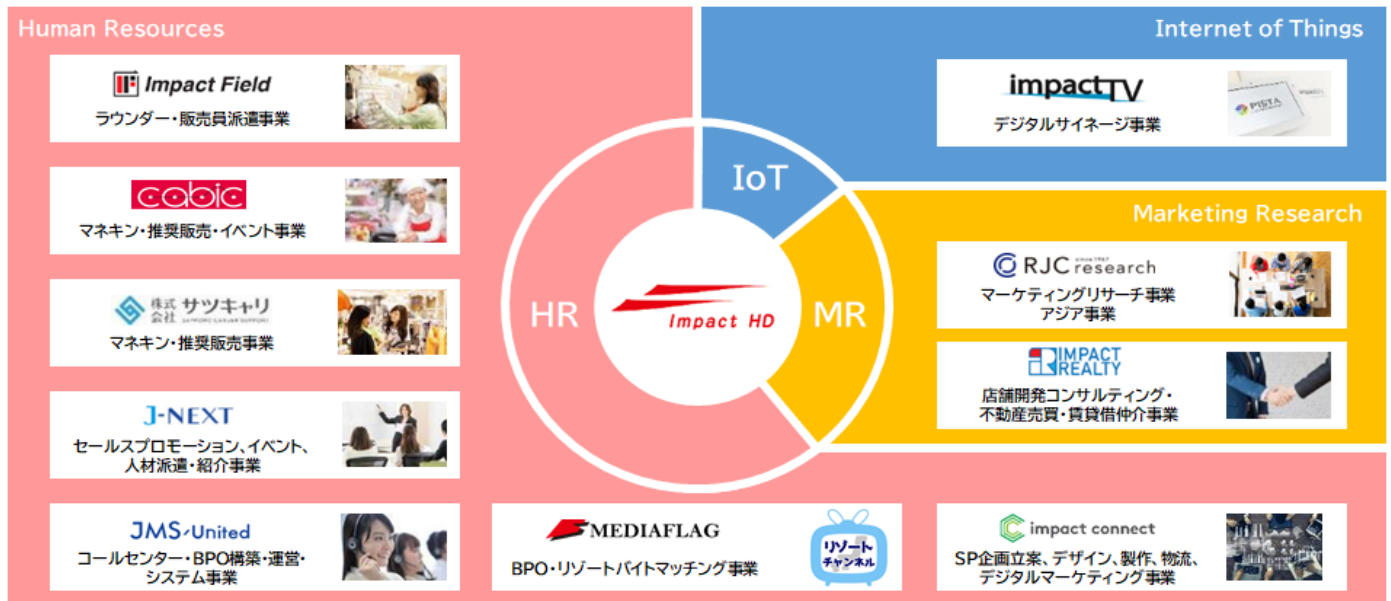 Human Resources
Impact Field
ラウンダー・販売員派遣事業
cabic
マネキン・推奨販売・イベント事業
株式会社 サツキャリ
SAPPORO CAREER SUPPORT
マネキン・推奨販売事業
J-NEXT
セールスプロモーション、イベント、
人材派遣・紹介事業
JMS United
コールセンター・BPO構築・運営・
システム事業
MEDIAFLAG
BPO・リゾートバイトマッチング事業
リゾート
チャンネル
impact connect
SP企画立案、デザイン、製作、物流、
デジタルマーケティング事業
HR
IoT
MR
Impact HD
Internet of Things
impactTV
デジタルサイネージ事業
PISTA
impactTV
Marketing Research
since 1967
RJC research
マーケティングリサーチ事業
アジア事業
IMPACT
REALTY
店舗開発コンサルティング・
不動産売買・賃貸借仲介事業